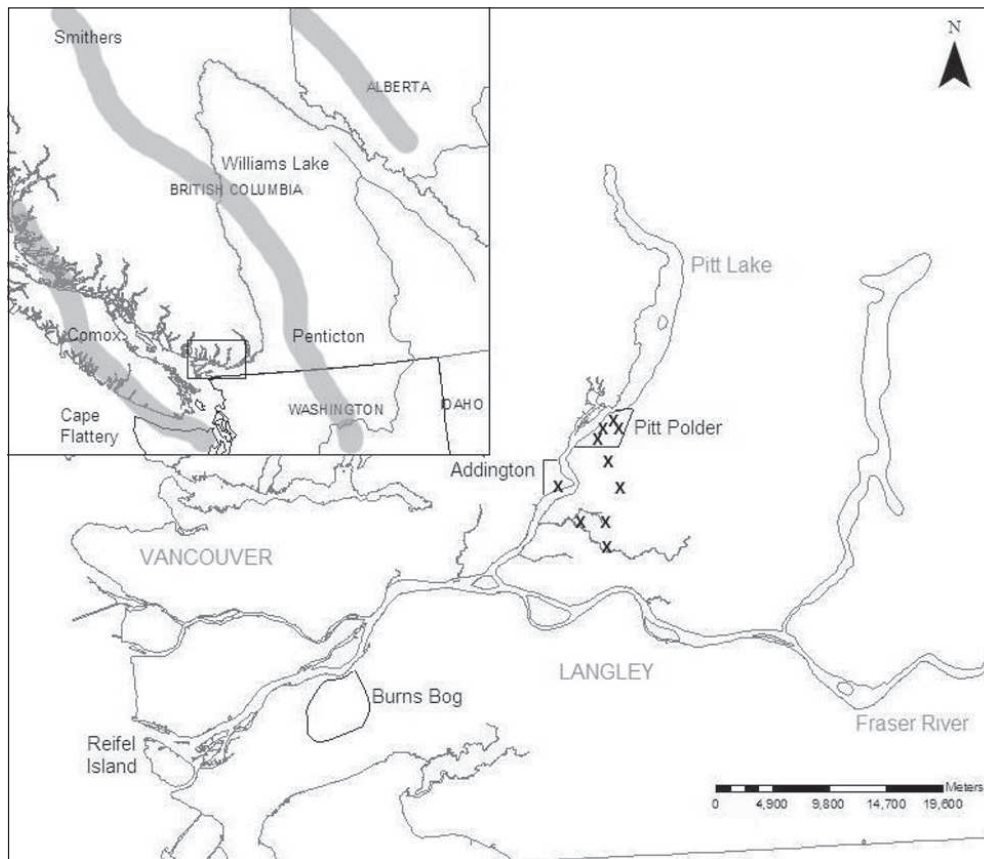 Smithers
N
ALBERTA
Williams Lake
BRITISH COLUMBIA
Pitt Lake
Comox
Penticton
Cape
Flattery
WASHINGTON
IDAHO
X
X X X
X
Pitt Polder
X
Addington
X
X
X X
X
VANCOUVER
LANGLEY
Burns Bog
Fraser River
Reifel
Island
Meters
0 4,900 9,800 14,700 19,600